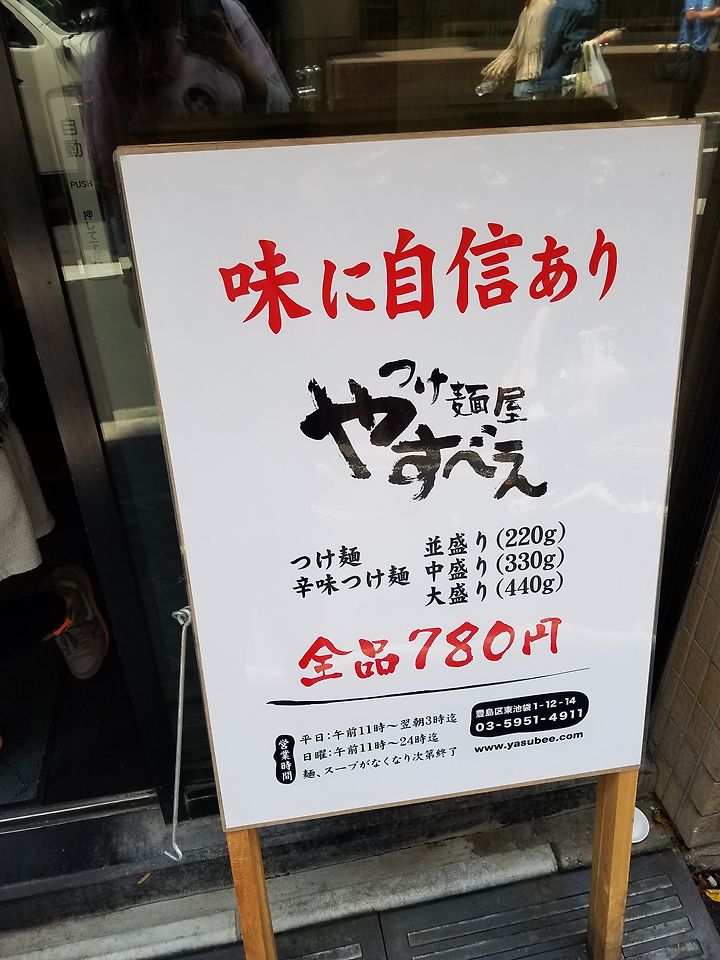 自動
PUSH
押して下さい
味に自信あり
つけ麺屋
やすべえ
つけ麺
辛味つけ麺
並盛り(220g)
中盛り(330g)
大盛り(440g)
全品780円
営業時間
平日:午前11時～翌朝3時迄
日曜:午前11時～24時迄
麺、スープがなくなり次第終了
豊島区東池袋1-12-14
03-5951-4911
www.yasubee.com